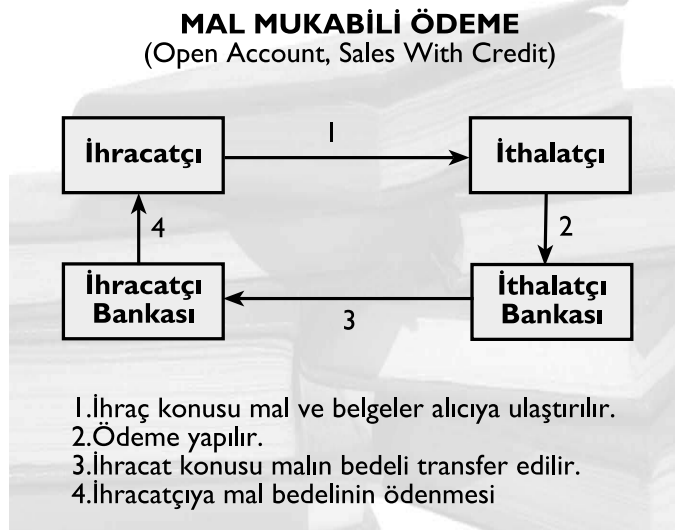 MAL MUKABİLİ ÖDEME
(Open Account, Sales With Credit)
İhracatçı
1
İthalatçı
4
2
İhracatçı
Bankası
3
İthalatçı
Bankası
1.İhraç konusu mal ve belgeler alıcıya ulaştırılır.
2.Ödeme yapılır.
3.İhracat konusu malın bedeli transfer edilir.
4.İhracatçıya mal bedelinin ödenmesi